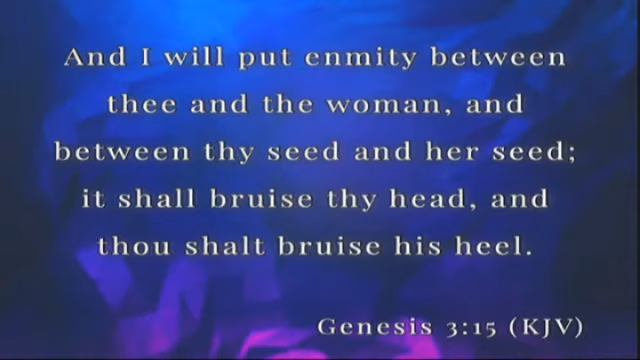 And I will put enmity between
thee and the woman, and
between thy seed and her seed;
it shall bruise thy head, and
thou shalt bruise his heel.
Genesis 3:15 (KJV)